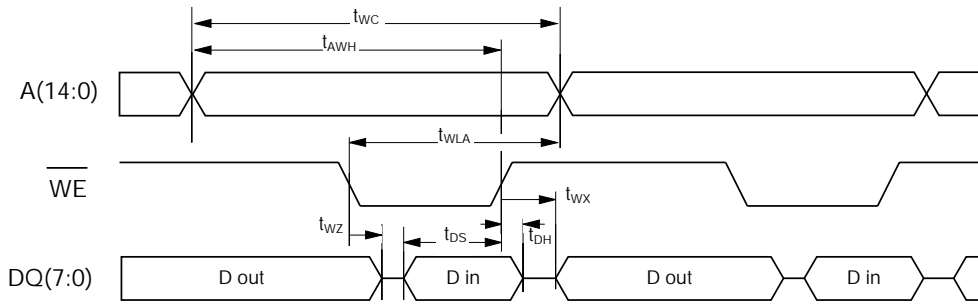 tWC
tAWH
A(14:0)
tWLA
WE
tWX
tWZ
tDS
tDH
DQ(7:0)
D out
D in
D out
D in